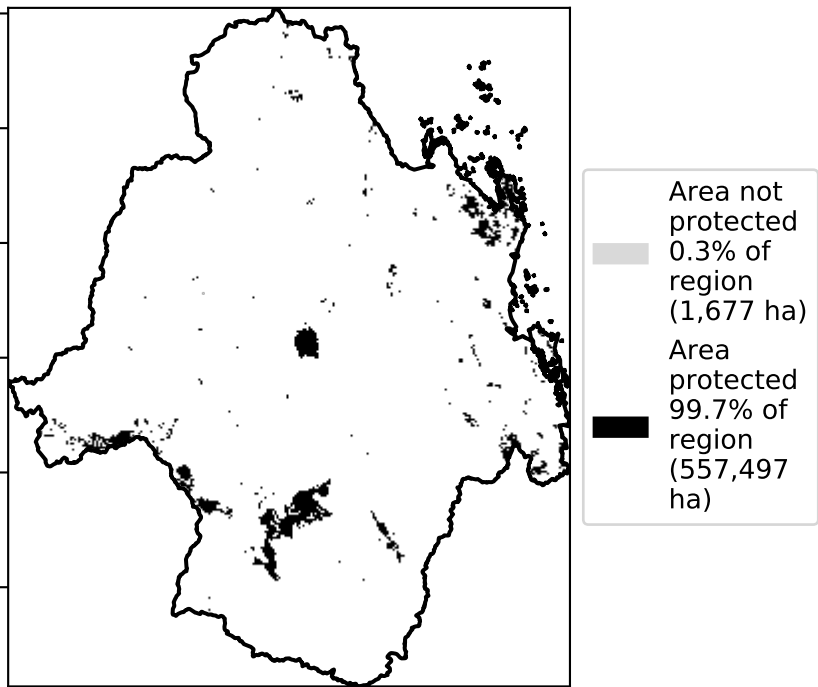 Area not
protected
0.3% of
region
(1,677 ha)
Area
protected
99.7% of
region
(557,497
ha)